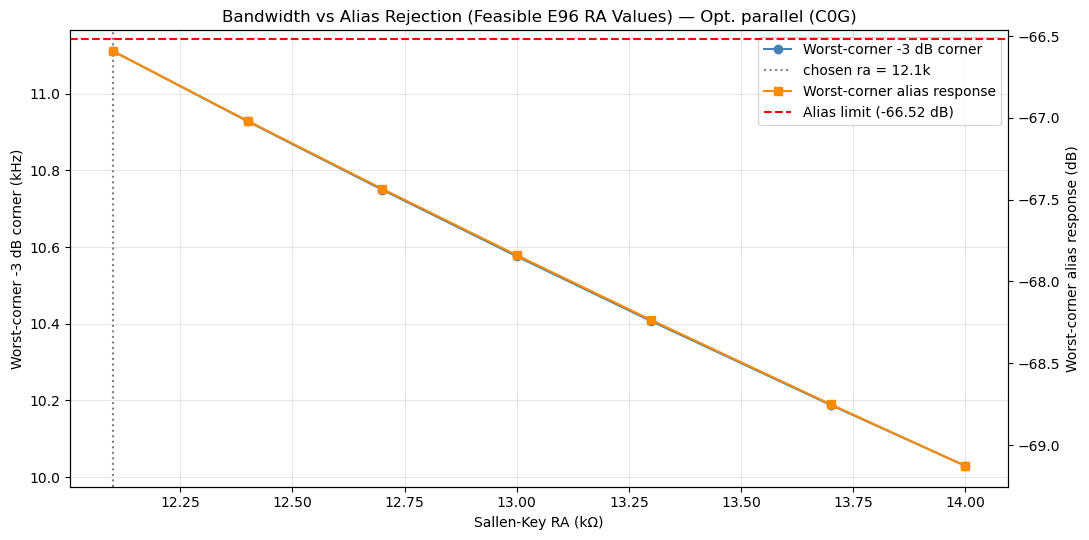 Bandwidth vs Alias Rejection (Feasible E96 RA Values) — Opt. parallel (C0G)
Worst-corner -3 dB corner
chosen ra = 12.1k
Worst-corner alias response
Alias limit (-66.52 dB)
Worst-corner -3 dB corner (kHz)
11.0
10.8
10.6
10.4
10.2
10.0
−66.5
−67.0
−67.5
−68.0
−68.5
−69.0
Worst-corner alias response (dB)
12.25
12.50
12.75
13.00
13.25
13.50
13.75
14.00
Sallen-Key RA (kΩ)